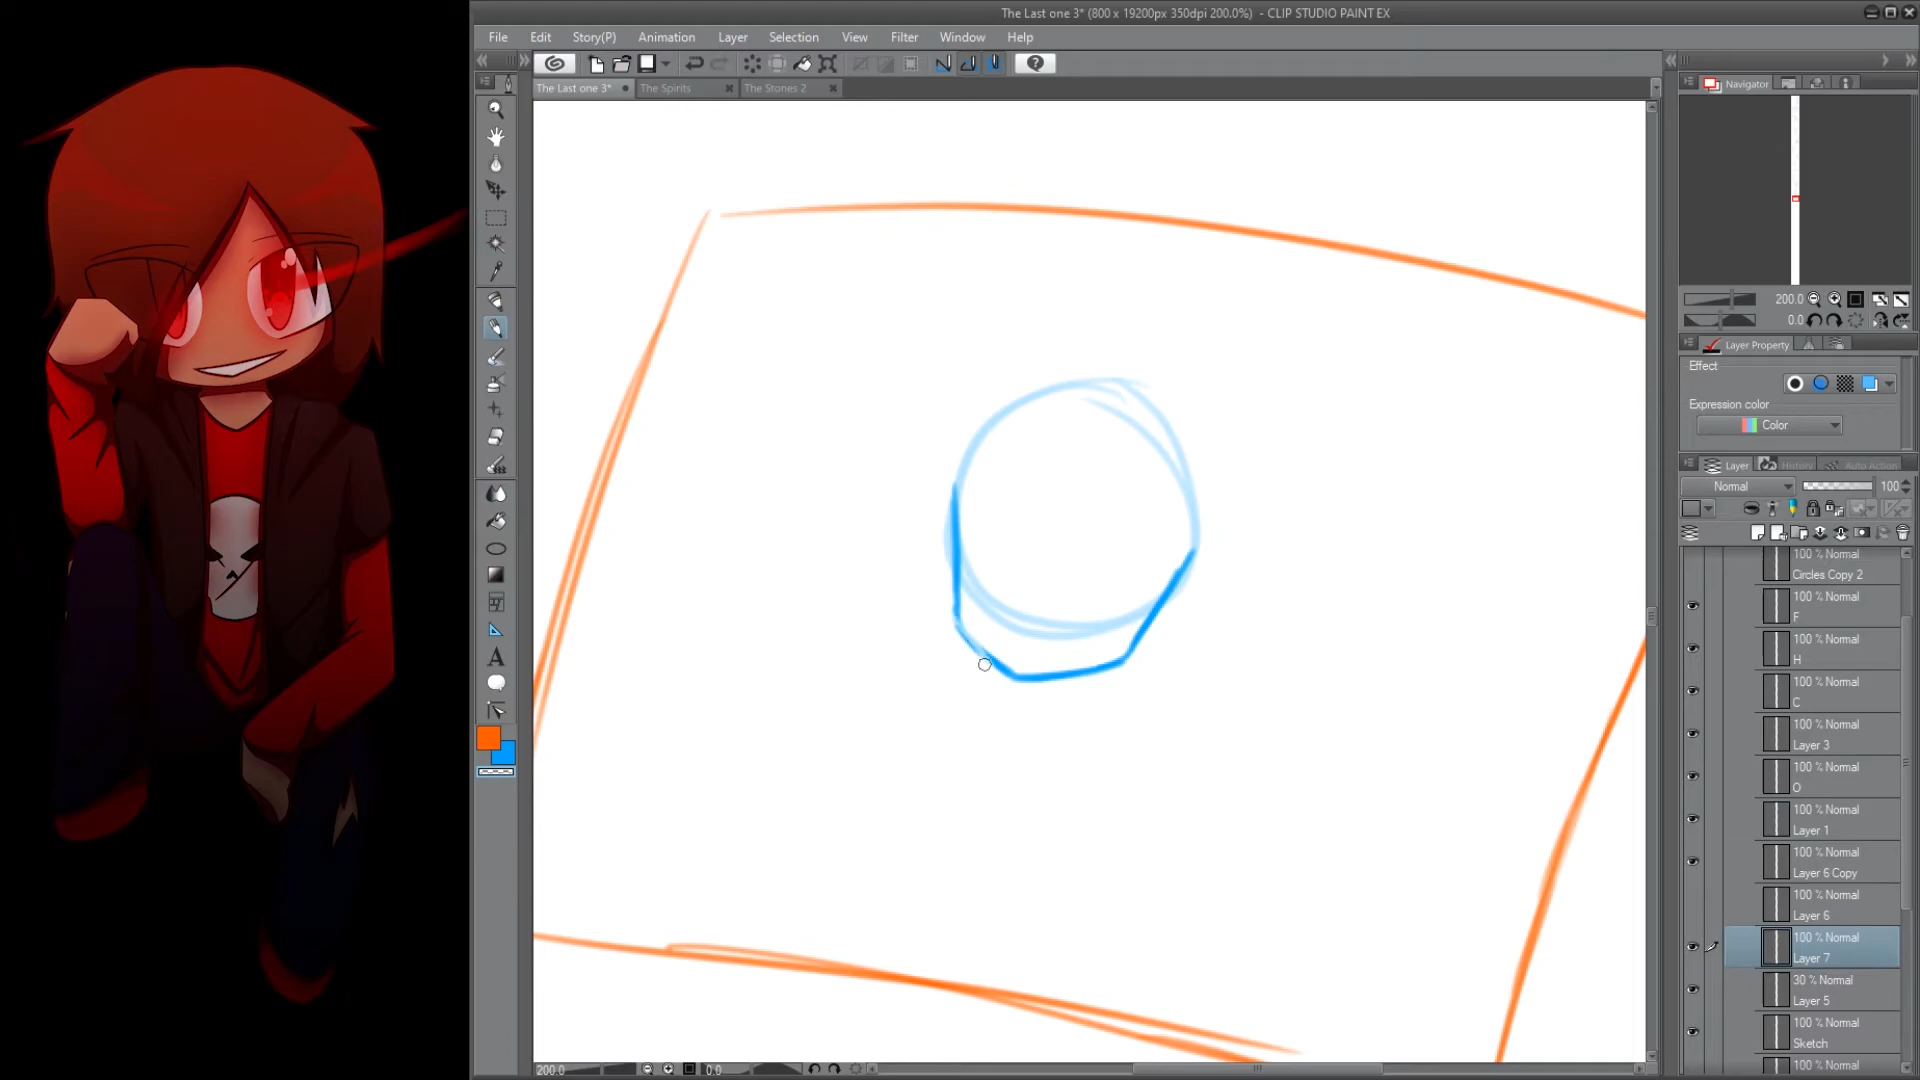 The Last one 3* (800 x 19200px 350dpi 200.0%) - CLIP STUDIO PAINT EX
File Edit Story(P) Animation Layer Selection View Filter Window Help
The Last one 3* The Spirits The Stones 2
Navigator
200.0
0.0
Layer Property
Effect
Expression color
Color
Layer History Auto Action
Normal 100
100 % Normal
Circles Copy 2
100 % Normal
F
100 % Normal
H
100 % Normal
C
100 % Normal
Layer 3
100 % Normal
O
100 % Normal
Layer 1
100 % Normal
Layer 6 Copy
100 % Normal
Layer 6
100 % Normal
Layer 7
30 % Normal
Layer 5
100 % Normal
Sketch
100 % Normal
200.0 0.0